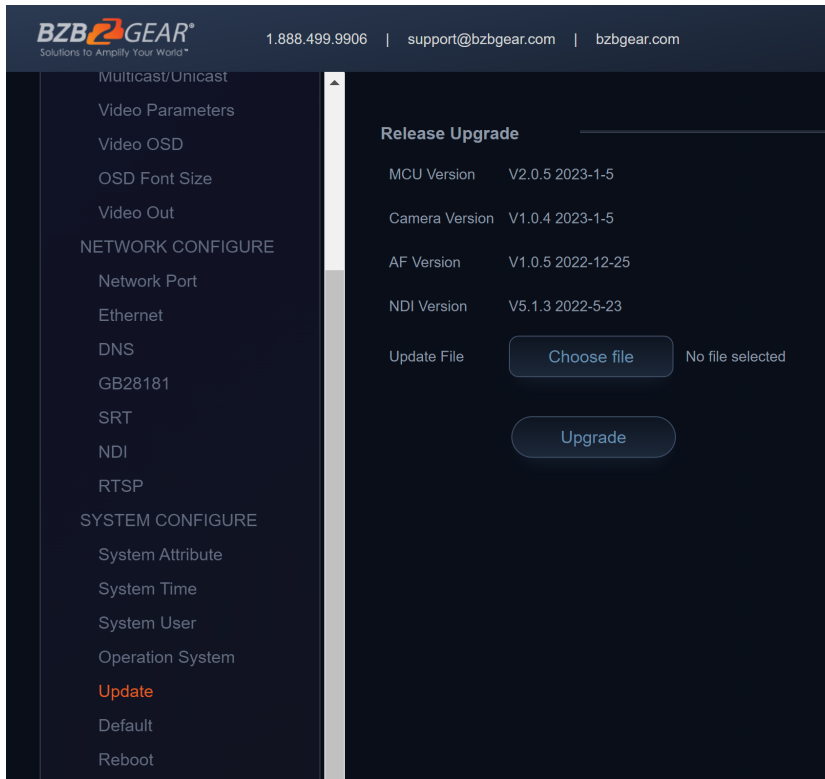 BZBGEAR®
Solutions to Amplify Your World™
1.888.499.9906 | support@bzbgear.com | bzbgear.com
Multicast/Unicast
Video Parameters
Video OSD
OSD Font Size
Video Out
NETWORK CONFIGURE
Network Port
Ethernet
DNS
GB28181
SRT
NDI
RTSP
SYSTEM CONFIGURE
System Attribute
System Time
System User
Operation System
Update
Default
Reboot
Release Upgrade
MCU Version V2.0.5 2023-1-5
Camera Version V1.0.4 2023-1-5
AF Version V1.0.5 2022-12-25
NDI Version V5.1.3 2022-5-23
Update File Choose file No file selected
Upgrade